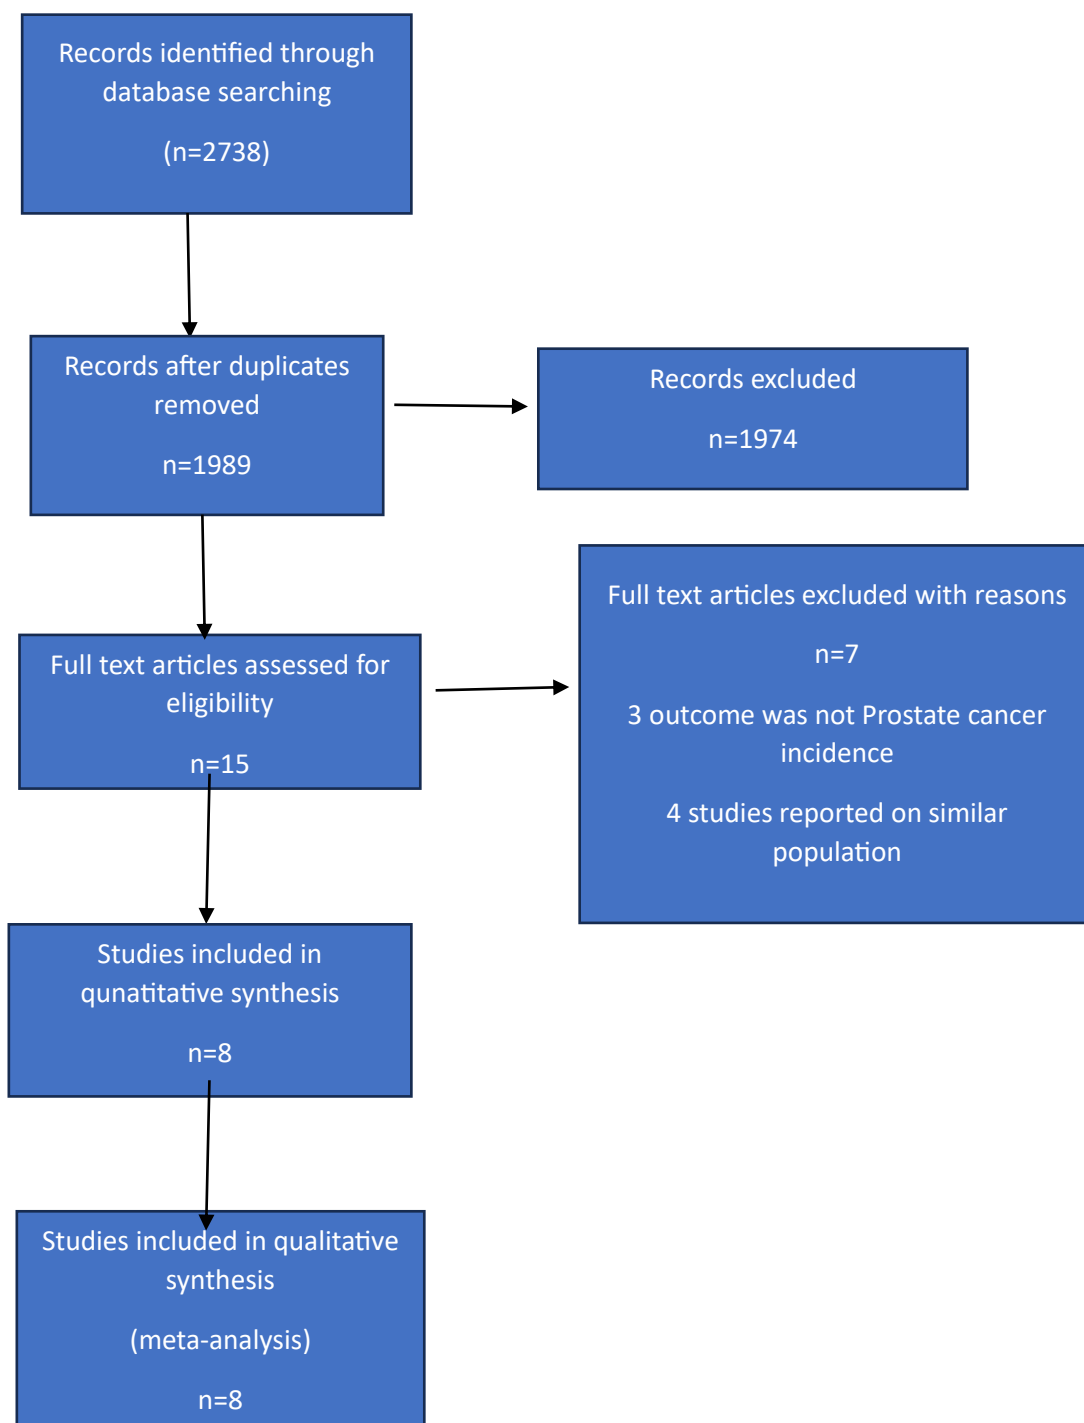 Records identified through
database searching
(n=2738)
Records after duplicates
removed
n=1989
Records excluded
n=1974
Full text articles assessed for
eligibility
n=15
Full text articles excluded with reasons
n=7
3 outcome was not Prostate cancer
incidence
4 studies reported on similar
population
Studies included in
qunatitative synthesis
n=8
Studies included in qualitative
synthesis
(meta-analysis)
n=8